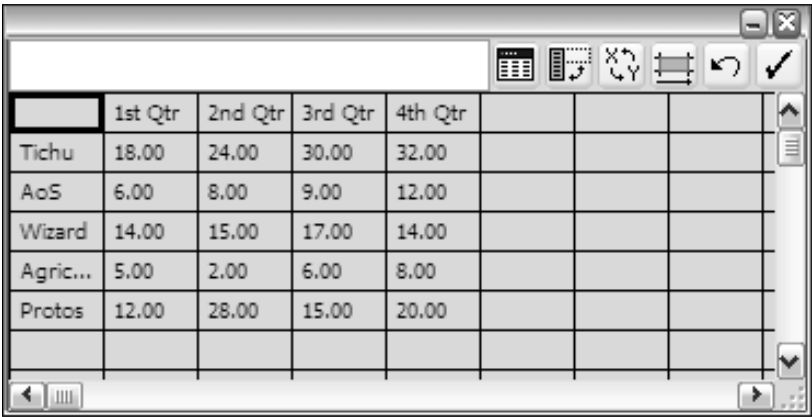 1st Qtr 2nd Qtr 3rd Qtr 4th Qtr
Tichu 18.00 24.00 30.00 32.00
AoS 6.00 8.00 9.00 12.00
Wizard 14.00 15.00 17.00 14.00
Agric... 5.00 2.00 6.00 8.00
Protos 12.00 28.00 15.00 20.00